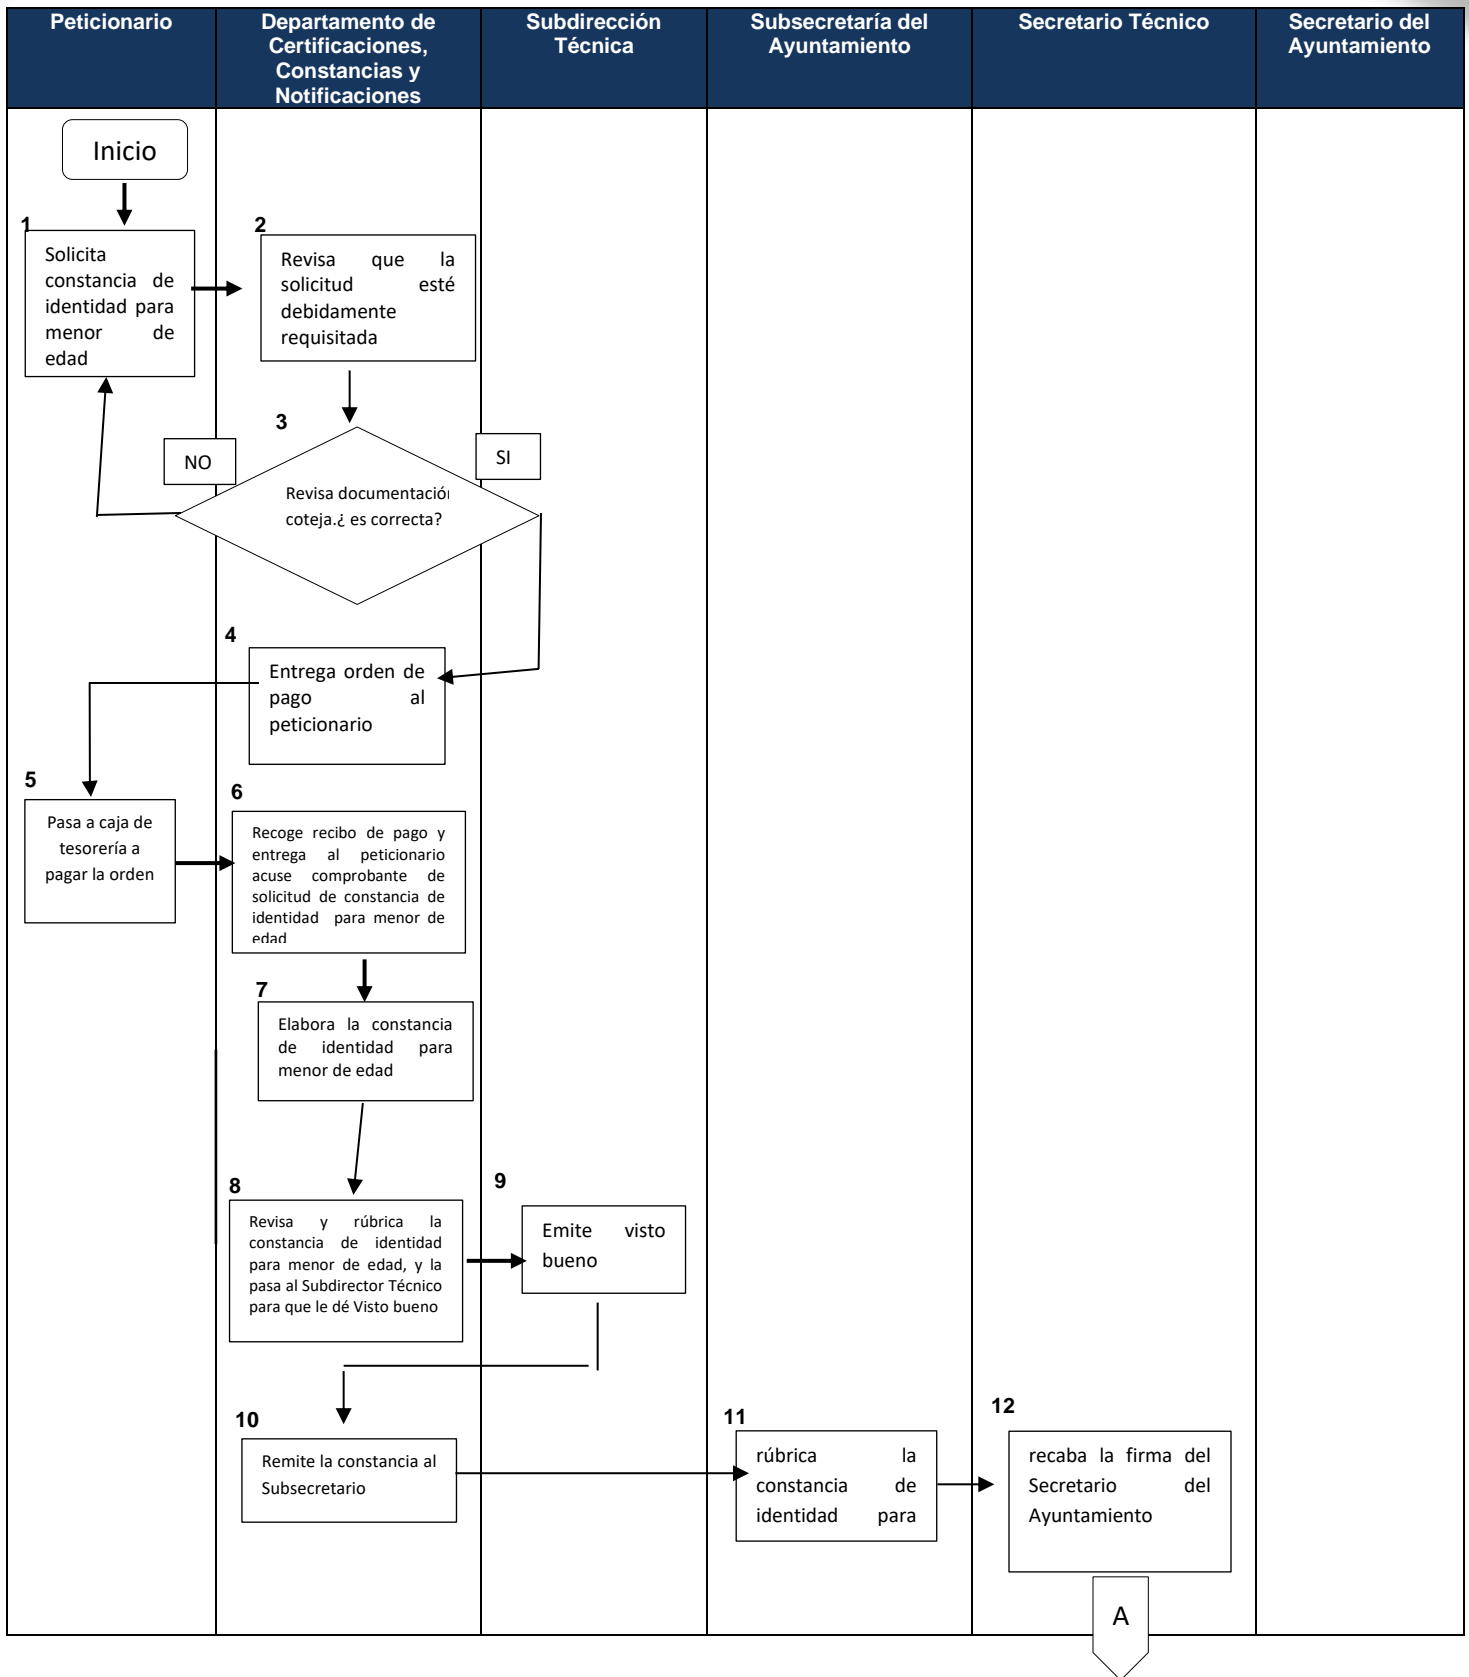 Peticionario
Departamento de
Certificaciones,
Constancias y
Notificaciones
Subdirección
Técnica
Subsecretaría del
Ayuntamiento
Secretario Técnico
Secretario del
Ayuntamiento
Inicio
1
Solicita
constancia de
identidad para
menor de
edad
2
Revisa que la
solicitud esté
debidamente
requisitada
3
NO
SI
Revisa documentación
coteja.¿ es correcta?
4
Entrega orden de
pago al
peticionario
5
Pasa a caja de
tesorería a
pagar la orden
6
Recoge recibo de pago y
entrega al peticionario
acuse comprobante de
solicitud de constancia de
identidad para menor de
edad
7
Elabora la constancia
de identidad para
menor de edad
8
Revisa y rúbrica la
constancia de identidad
para menor de edad, y la
pasa al Subdirector Técnico
para que le dé Visto bueno
9
Emite visto
bueno
10
Remite la constancia al
Subsecretario
11
rúbrica la
constancia de
identidad para
12
recaba la firma del
Secretario del
Ayuntamiento
A